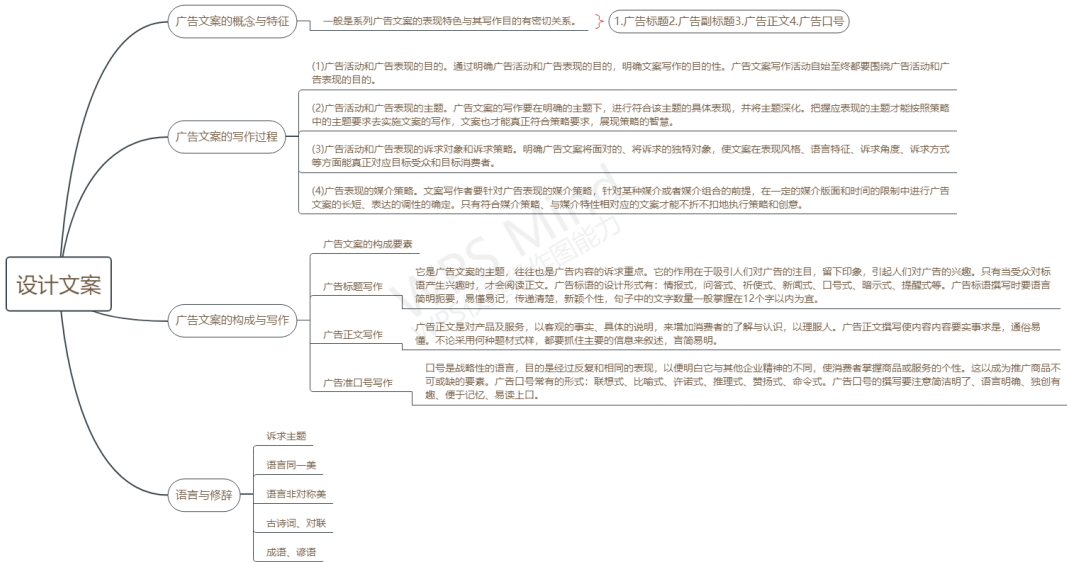 设计文案
广告文案的概念与特征
一般是系列广告文案的表现特色与其写作目的有密切关系。
1.广告标题2.广告副标题3.广告正文4.广告口号
广告文案的写作过程
(1)广告活动和广告表现的目的。通过明确广告活动和广告表现的目的，明确文案写作的目的性。广告文案写作活动自始至终都要围绕广告活动和广
告表现的目的。
(2)广告活动和广告表现的主题。广告文案的写作要在明确的主题下，进行符合该主题的具体表现，并将主题深化。把握应表现的主题才能按照策略
中的主题要求去实施文案的写作，文案也才能真正符合策略要求，展现策略的智慧。
(3)广告活动和广告表现的诉求对象和诉求策略。明确广告文案将面对的、将诉求的独特对象，使文案在表现风格、语言特征、诉求角度、诉求方式
等方面能真正对应目标受众和目标消费者。
(4)广告表现的媒介策略。文案写作者要针对广告表现的媒介策略，针对某种媒介或者媒介组合的前提，在一定的媒介版面和时间的限制中进行广告
文案的长短、表达的调性的确定。只有符合媒介策略、与媒介特性相对应的文案才能不折不扣地执行策略和创意。
广告文案的构成与写作
广告文案的构成要素
广告标题写作
它是广告文案的主题，往往也是广告内容的诉求重点。它的作用在于吸引人们对广告的注目，留下印象，引起人们对广告的兴趣。只有当受众对标
语产生兴趣时，才会阅读正文。广告标语的设计形式有：情报式，问答式、祈使式、新闻式、口号式、暗示式、提醒式等。广告标语撰写时要语言
简明扼要，易懂易记，传递清楚，新颖个性，句子中的文字数量一般掌握在12个字以内为宜。
广告正文写作
广告正文是对产品及服务，以客观的事实、具体的说明，来增加消费者的了解与认识，以理服人。广告正文撰写使内容内容要实事求是，通俗易
懂。不论采用何种题材式样，都要抓住主要的信息来叙述，言简易明。
广告准口号写作
口号是战略性的语言，目的是经过反复和相同的表现，以便明白它与其他企业精神的不同，使消费者掌握商品或服务的个性。这以成为推广商品不
可或缺的要素。广告口号常有的形式：联想式、比喻式、许诺式、推理式、赞扬式、命令式。广告口号的撰写要注意简洁明了、语言明确、独创有
趣、便于记忆、易读上口。
语言与修辞
诉求主题
语言同一美
语言非对称美
古诗词、对联
成语、谚语
WPS Mind